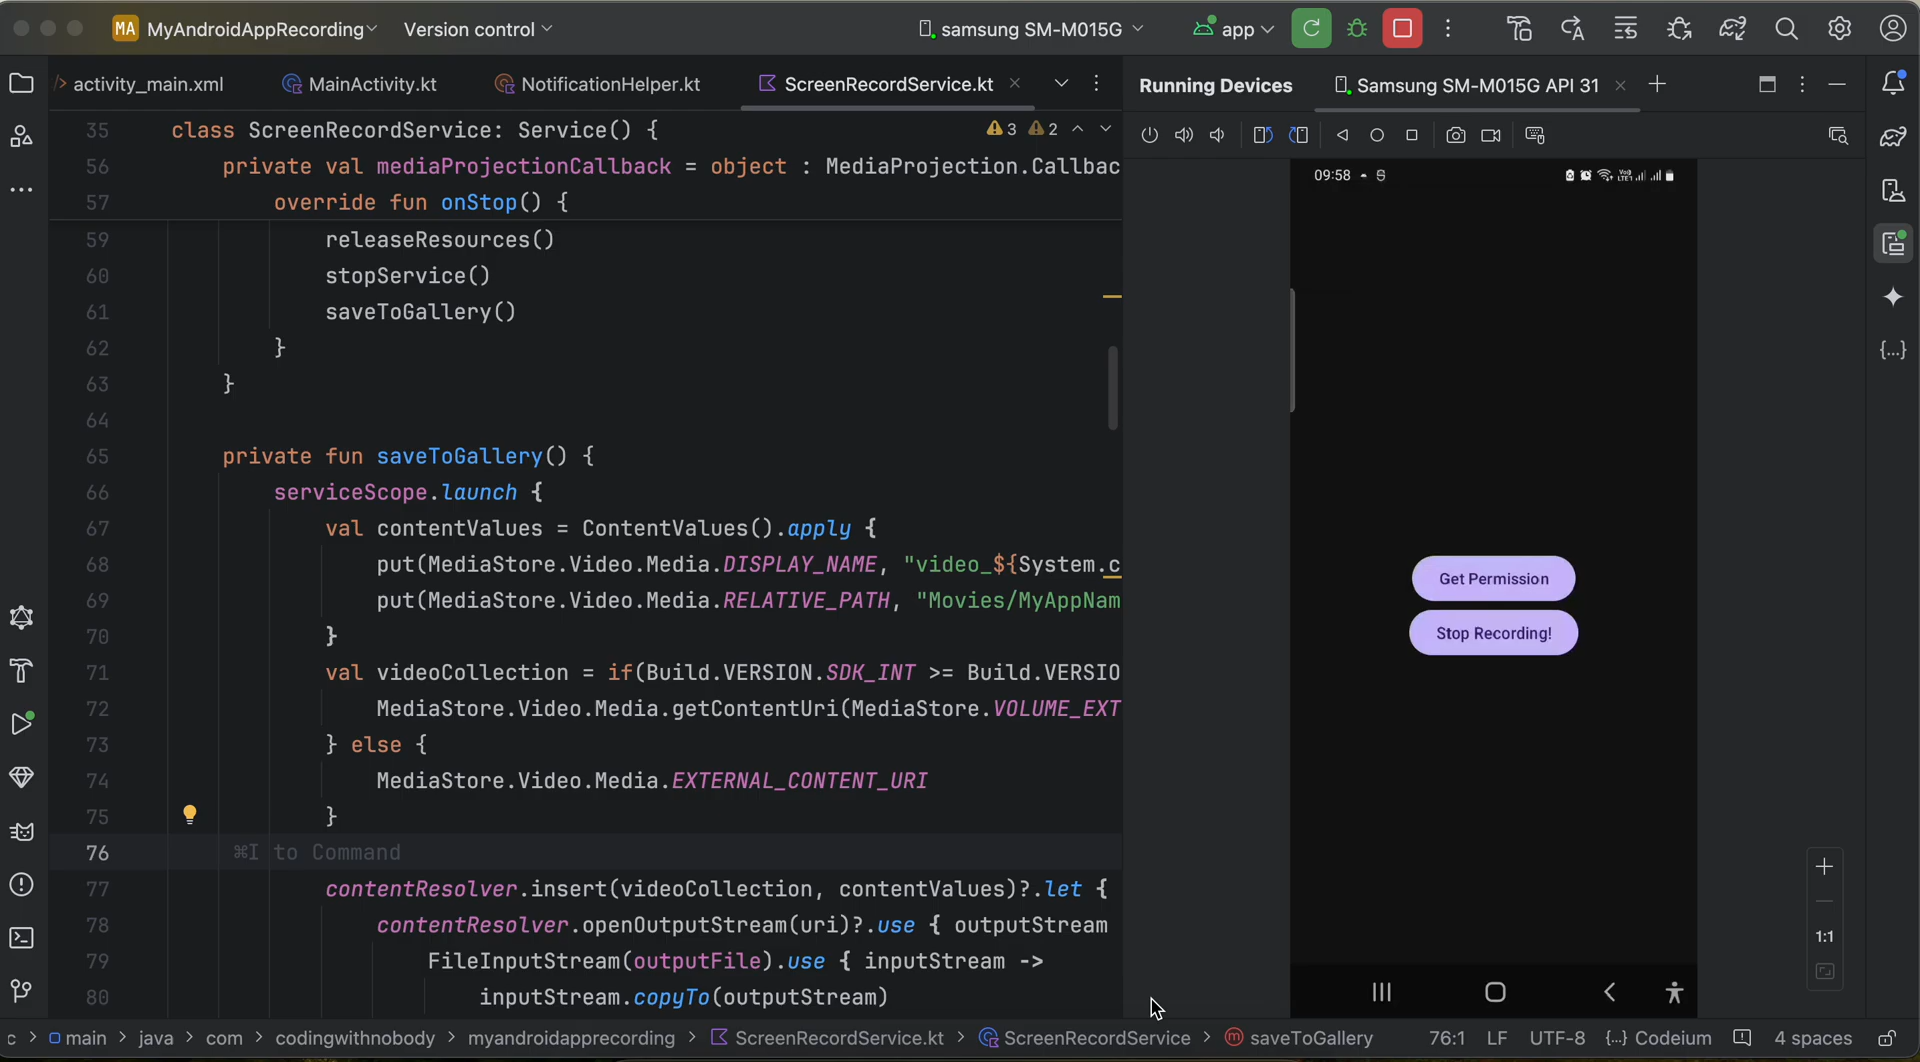 MA MyAndroidAppRecording Version control samsung SM-M015G app
activity_main.xml MainActivity.kt NotificationHelper.kt ScreenRecordService.kt
Running Devices Samsung SM-M015G API 31
35 class ScreenRecordService: Service() { 3 2
56 private val mediaProjectionCallback = object : MediaProjection.Callbac
57 override fun onStop() {
59 releaseResources()
60 stopService()
61 saveToGallery()
62 }
63 }
64
65 private fun saveToGallery() {
66 serviceScope.launch {
67 val contentValues = ContentValues().apply {
68 put(MediaStore.Video.Media.DISPLAY_NAME, "video_${System.c
69 put(MediaStore.Video.Media.RELATIVE_PATH, "Movies/MyAppNam
70 }
71 val videoCollection = if(Build.VERSION.SDK_INT >= Build.VERSIO
72 MediaStore.Video.Media.getContentUri(MediaStore.VOLUME_EXT
73 } else {
74 MediaStore.Video.Media.EXTERNAL_CONTENT_URI
75 }
76 ⌘I to Command
77 contentResolver.insert(videoCollection, contentValues)?.let {
78 contentResolver.openOutputStream(uri)?.use { outputStream
79 FileInputStream(outputFile).use { inputStream ->
80 inputStream.copyTo(outputStream)
09:58
Get Permission
Stop Recording!
1:1
c > main > java > com > codingwithnobody > myandroidapprecording > ScreenRecordService.kt > ScreenRecordService > saveToGallery 76:1 LF UTF-8 {...} Codeium 4 spaces